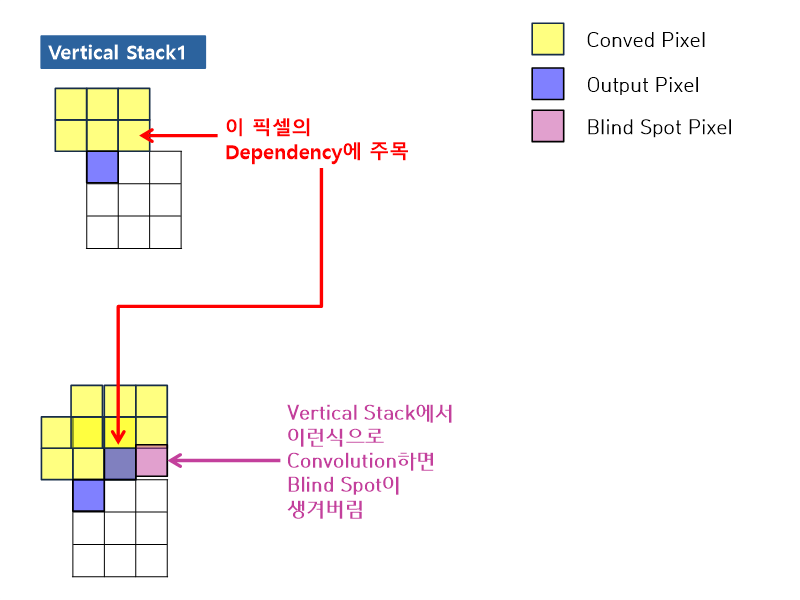 Vertical Stack1
Conved Pixel
Output Pixel
Blind Spot Pixel
이 픽셀의
Dependency에 주목
Vertical Stack에서
이런식으로
Convolution하면
Blind Spot이
생겨버림